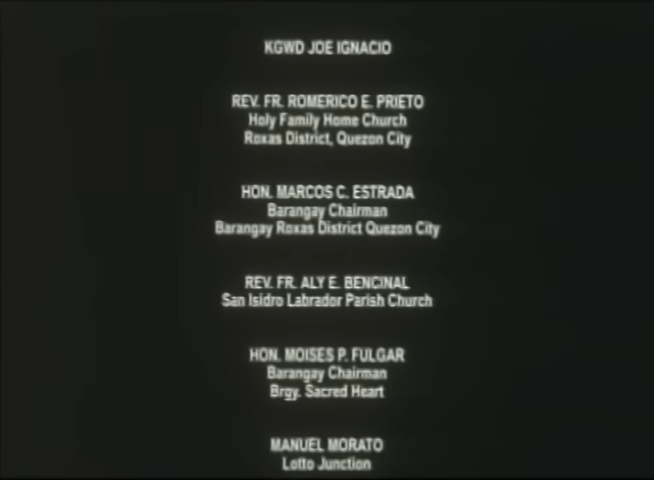 KGWD JOE IGNACIO
REV. FR. ROMERICO E. PRIETO
Holy Family Home Church
Roxas District, Quezon City
HON. MARCOS C. ESTRADA
Barangay Chairman
Barangay Roxas District Quezon City
REV. FR. ALY E. BENCINAL
San Isidro Labrador Parish Church
HON. MOISES P. FULGAR
Barangay Chairman
Brgy. Sacred Heart
MANUEL MORATO
Lotto Junction